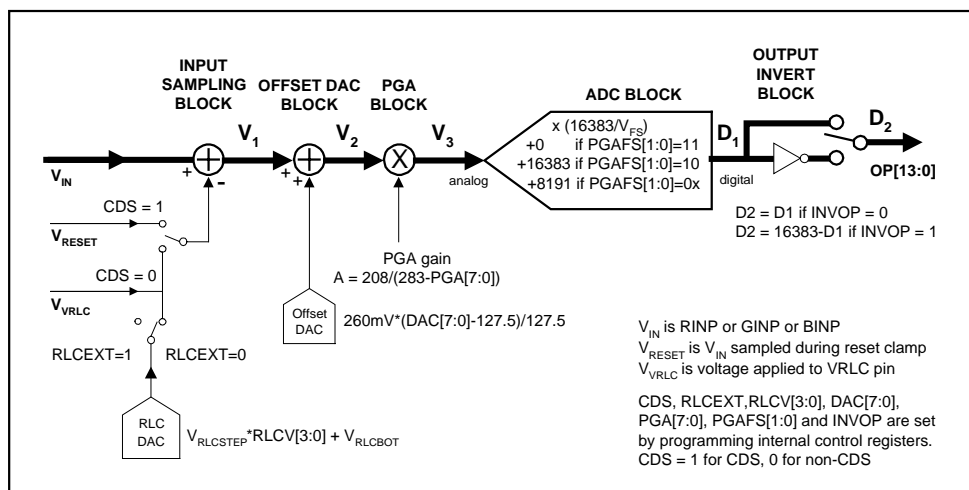 INPUT
SAMPLING
BLOCK
OFFSET DAC
BLOCK
PGA
BLOCK
ADC BLOCK
OUTPUT
INVERT
BLOCK
V1
V2
V3
x (16383/VFS)
+0 if PGAFS[1:0]=11
+16383 if PGAFS[1:0]=10
+8191 if PGAFS[1:0]=0x
D1
D2
VIN
+
-
+
+
X
analog
digital
OP[13:0]
CDS = 1
VRESET
D2 = D1 if INVOP = 0
D2 = 16383-D1 if INVOP = 1
PGA gain
A = 208/(283-PGA[7:0])
CDS = 0
VVRLC
Offset
DAC
260mV*(DAC[7:0]-127.5)/127.5
RLCEXT=1
RLCEXT=0
RLC
DAC
VRLCSTEP*RLCV[3:0] + VRLCBOT
VIN is RINP or GINP or BINP
VRESET is VIN sampled during reset clamp
VVRLC is voltage applied to VRLC pin
CDS, RLCEXT,RLCV[3:0], DAC[7:0],
PGA[7:0], PGAFS[1:0] and INVOP are set
by programming internal control registers.
CDS = 1 for CDS, 0 for non-CDS